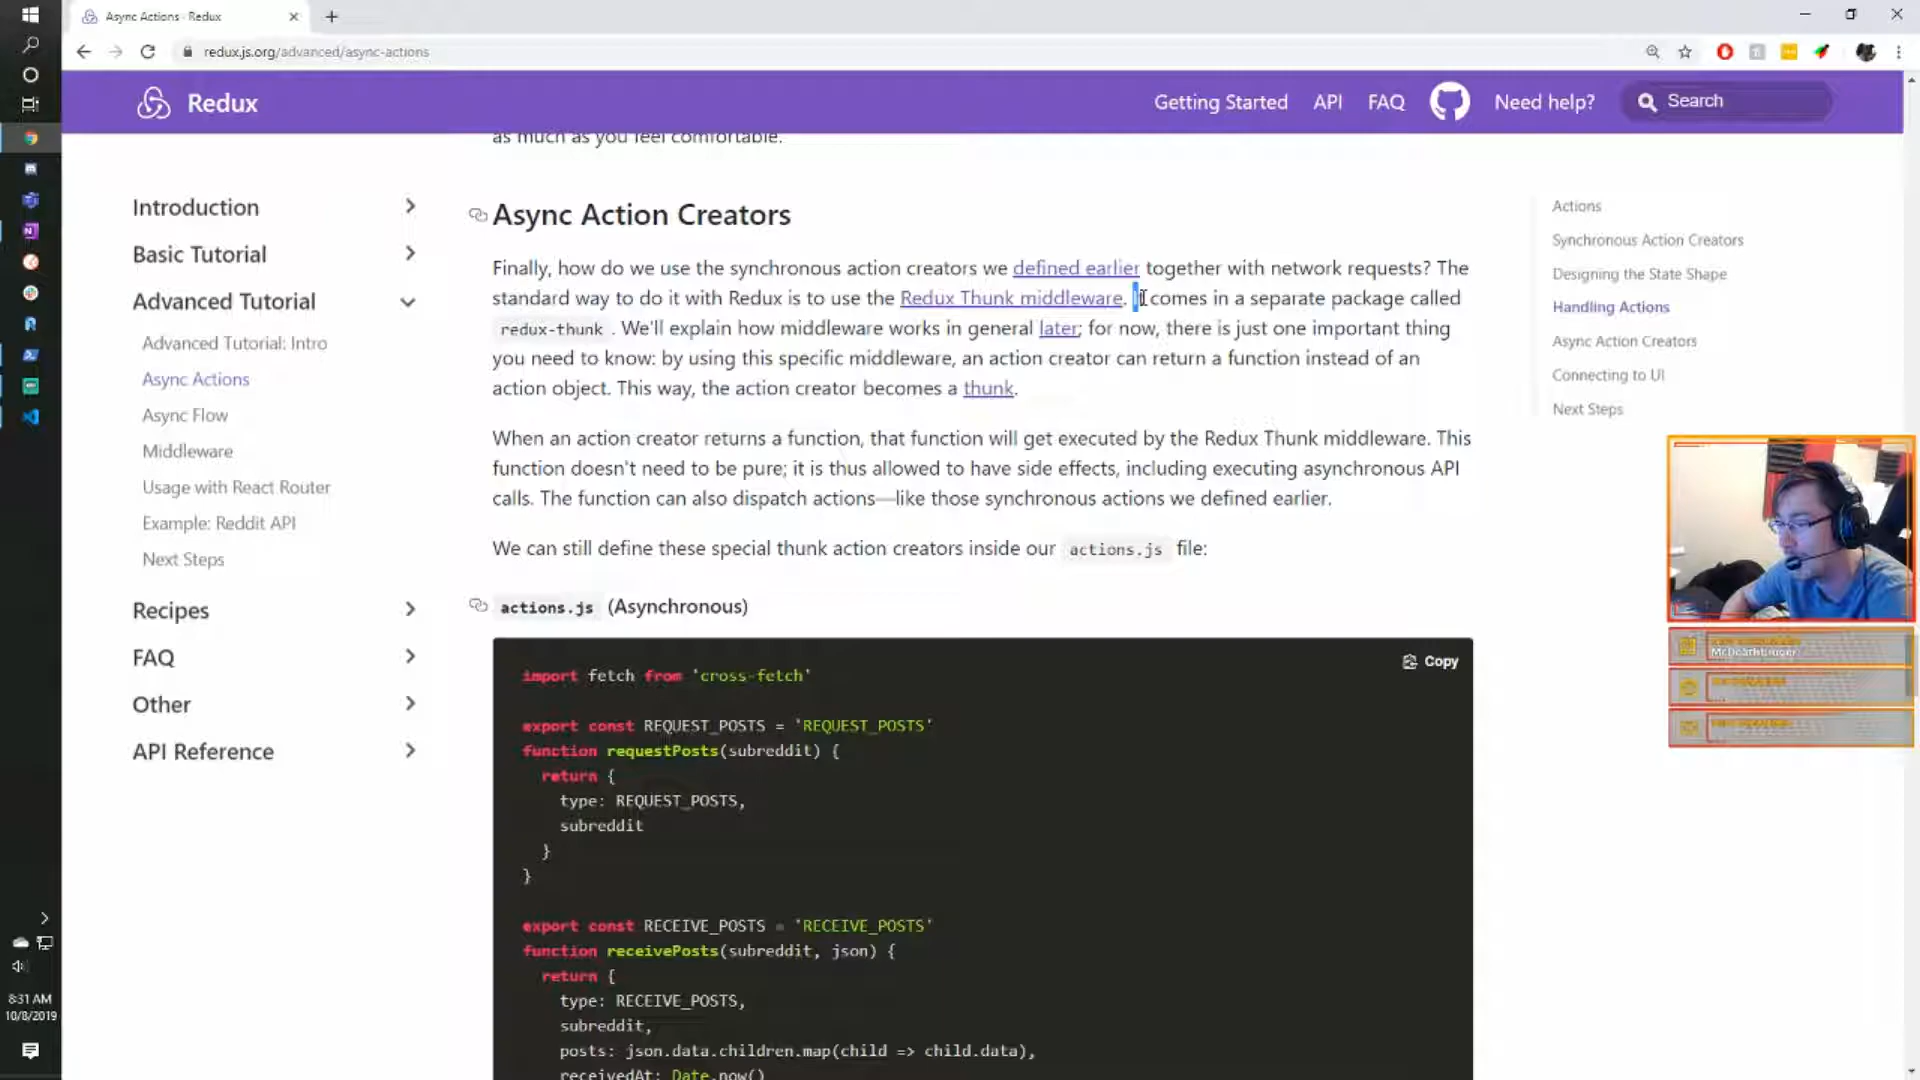 Async Actions · Redux
redux.js.org/advanced/async-actions
Redux
Getting Started
API
FAQ
Need help?
Search
as much as you feel comfortable.
Introduction
Basic Tutorial
Advanced Tutorial
Advanced Tutorial: Intro
Async Actions
Async Flow
Middleware
Usage with React Router
Example: Reddit API
Next Steps
Recipes
FAQ
Other
API Reference
Async Action Creators
Finally, how do we use the synchronous action creators we defined earlier together with network requests? The
standard way to do it with Redux is to use the Redux Thunk middleware. It comes in a separate package called
redux-thunk . We'll explain how middleware works in general later; for now, there is just one important thing
you need to know: by using this specific middleware, an action creator can return a function instead of an
action object. This way, the action creator becomes a thunk.
When an action creator returns a function, that function will get executed by the Redux Thunk middleware. This
function doesn't need to be pure; it is thus allowed to have side effects, including executing asynchronous API
calls. The function can also dispatch actions—like those synchronous actions we defined earlier.
We can still define these special thunk action creators inside our actions.js file:
actions.js (Asynchronous)
Copy
import fetch from 'cross-fetch'
export const REQUEST_POSTS = 'REQUEST_POSTS'
function requestPosts(subreddit) {
return {
type: REQUEST_POSTS,
subreddit
}
}
export const RECEIVE_POSTS = 'RECEIVE_POSTS'
function receivePosts(subreddit, json) {
return {
type: RECEIVE_POSTS,
subreddit,
posts: json.data.children.map(child => child.data),
receivedAt: Date.now()
Actions
Synchronous Action Creators
Designing the State Shape
Handling Actions
Async Action Creators
Connecting to UI
Next Steps
8:31 AM
10/8/2019